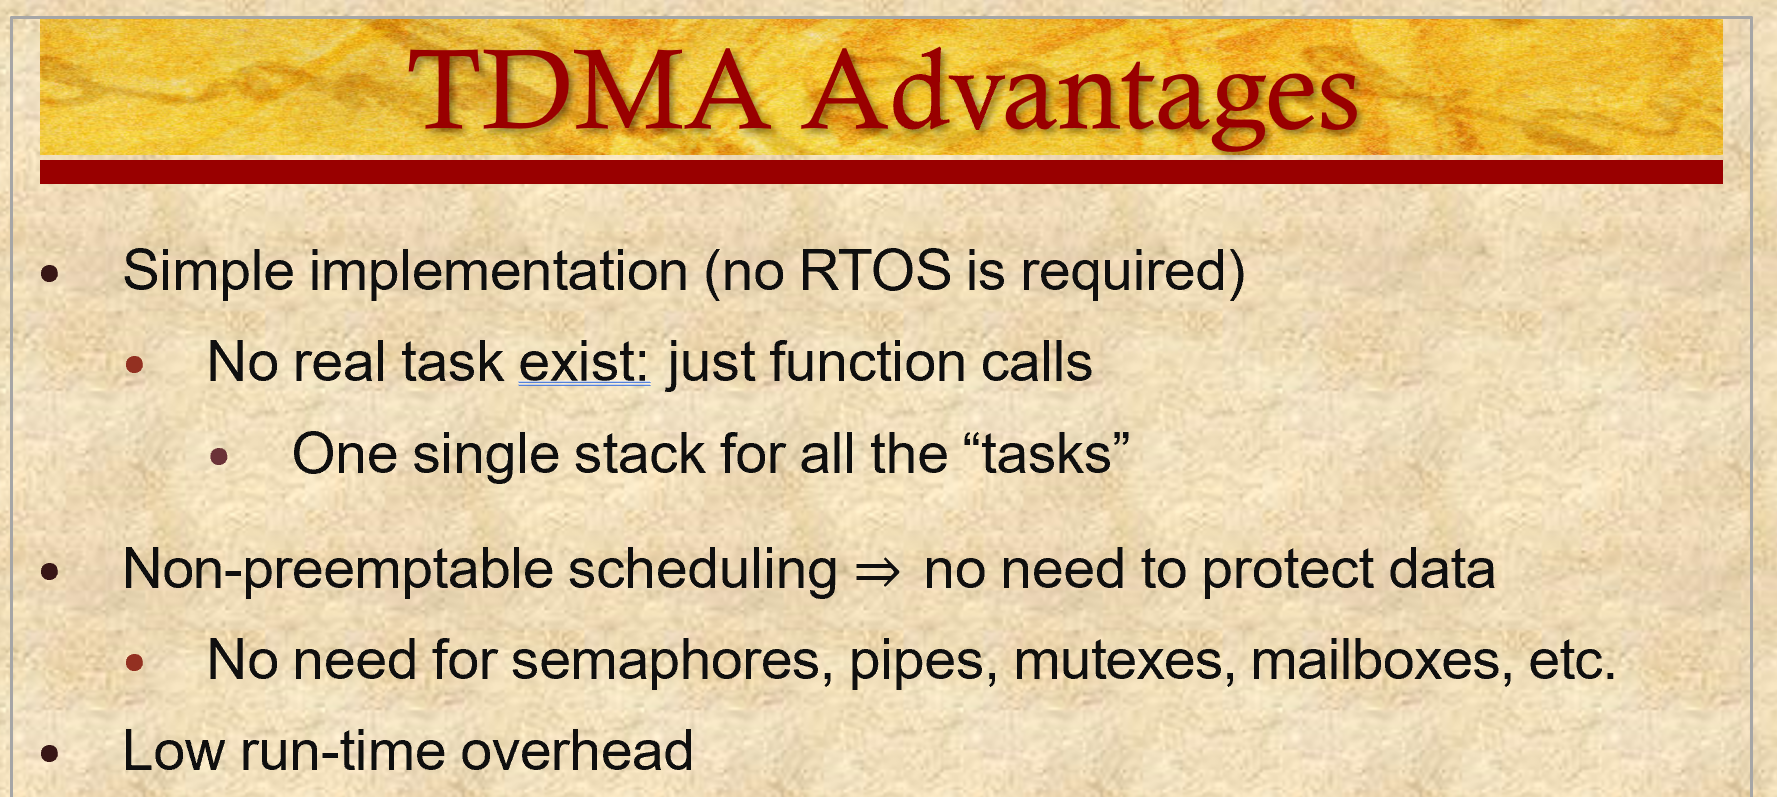 TDMA Advantages
• Simple implementation (no RTOS is required)
• No real task exist: just function calls
• One single stack for all the “tasks”
• Non-preemptable scheduling ⇒ no need to protect data
• No need for semaphores, pipes, mutexes, mailboxes, etc.
• Low run-time overhead